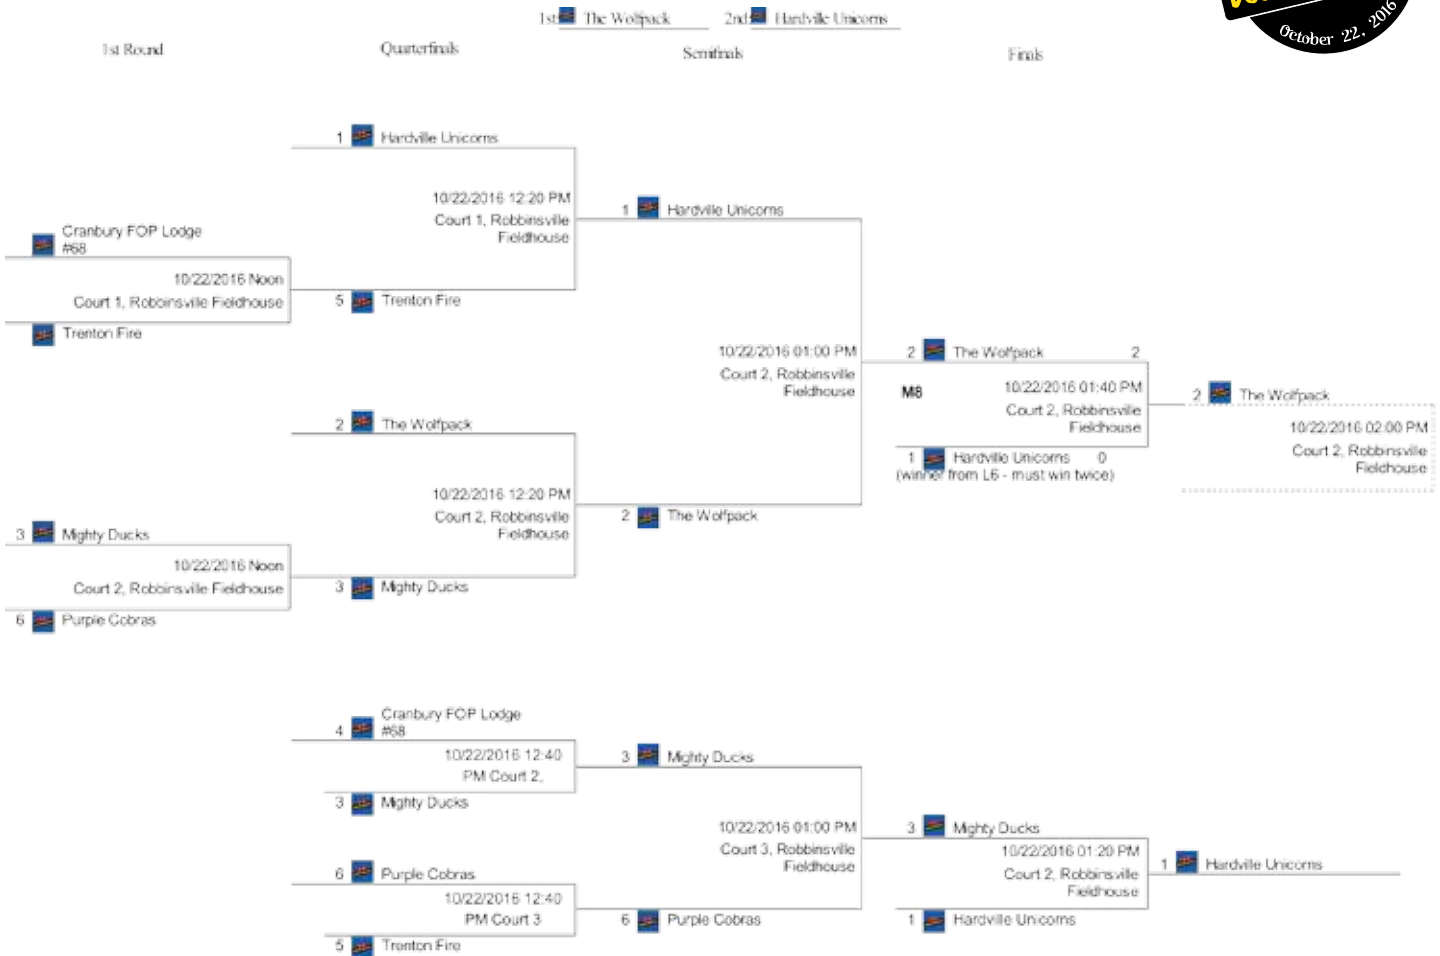 1st: The Wolfpack 2nd: Hardville Unicorns
October 22, 2016
1st Round
Quarterfinals
Semifinals
Finals
1 Hardville Unicorns
10/22/2016 12:20 PM
Court 1, Robbinsville
Fieldhouse
5 Trenton Fire
Cranbury FOP Lodge
#68
10/22/2016 Noon
Court 1, Robbinsville Fieldhouse
Trenton Fire
1 Hardville Unicorns
10/22/2016 01:00 PM
Court 2, Robbinsville
Fieldhouse
2 The Wolfpack
2 The Wolfpack
10/22/2016 12:20 PM
Court 2, Robbinsville
Fieldhouse
3 Mighty Ducks
3 Mighty Ducks
10/22/2016 Noon
Court 2, Robbinsville Fieldhouse
6 Purple Cobras
2 The Wolfpack 2
M8
10/22/2016 01:40 PM
Court 2, Robbinsville
Fieldhouse
1 Hardville Unicorns 0
(winner from L6 - must win twice)
2 The Wolfpack
10/22/2016 02:00 PM
Court 2, Robbinsville
Fieldhouse
4 Cranbury FOP Lodge
#68
10/22/2016 12:40
PM Court 2,
3 Mighty Ducks
6 Purple Cobras
10/22/2016 12:40
PM Court 3
5 Trenton Fire
3 Mighty Ducks
10/22/2016 01:00 PM
Court 3, Robbinsville
Fieldhouse
6 Purple Cobras
3 Mighty Ducks
10/22/2016 01:20 PM
Court 2, Robbinsville
Fieldhouse
1 Hardville Unicorns
1 Hardville Unicorns